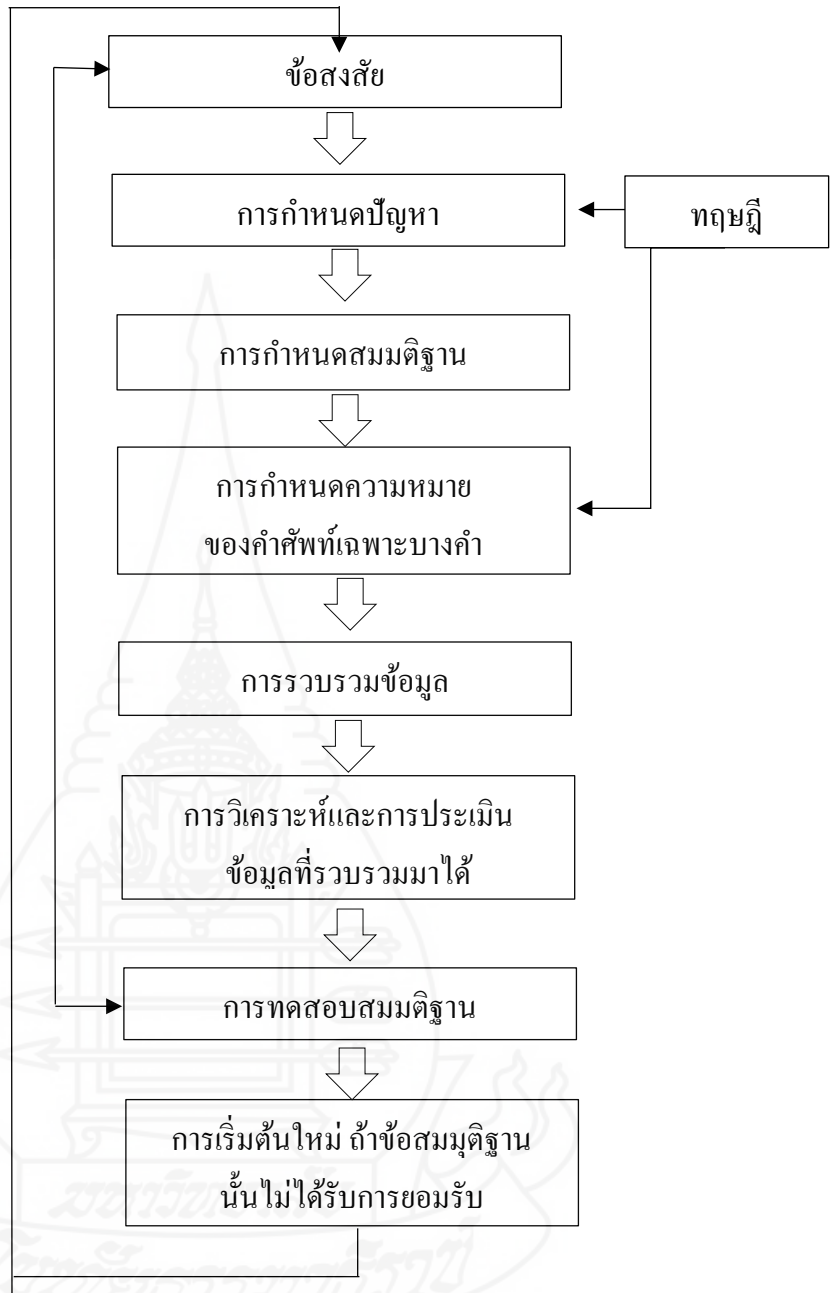 ข้อสงสัย
การกำหนดปัญหา
ทฤษฎี
การกำหนดสมมติฐาน
การกำหนดความหมาย
ของคำศัพท์เฉพาะบางคำ
การรวบรวมข้อมูล
การวิเคราะห์และการประเมิน
ข้อมูลที่รวบรวมมาได้
การทดสอบสมมติฐาน
การเริ่มต้นใหม่ ถ้าข้อสมมุติฐาน
นั้นไม่ได้รับการยอมรับ